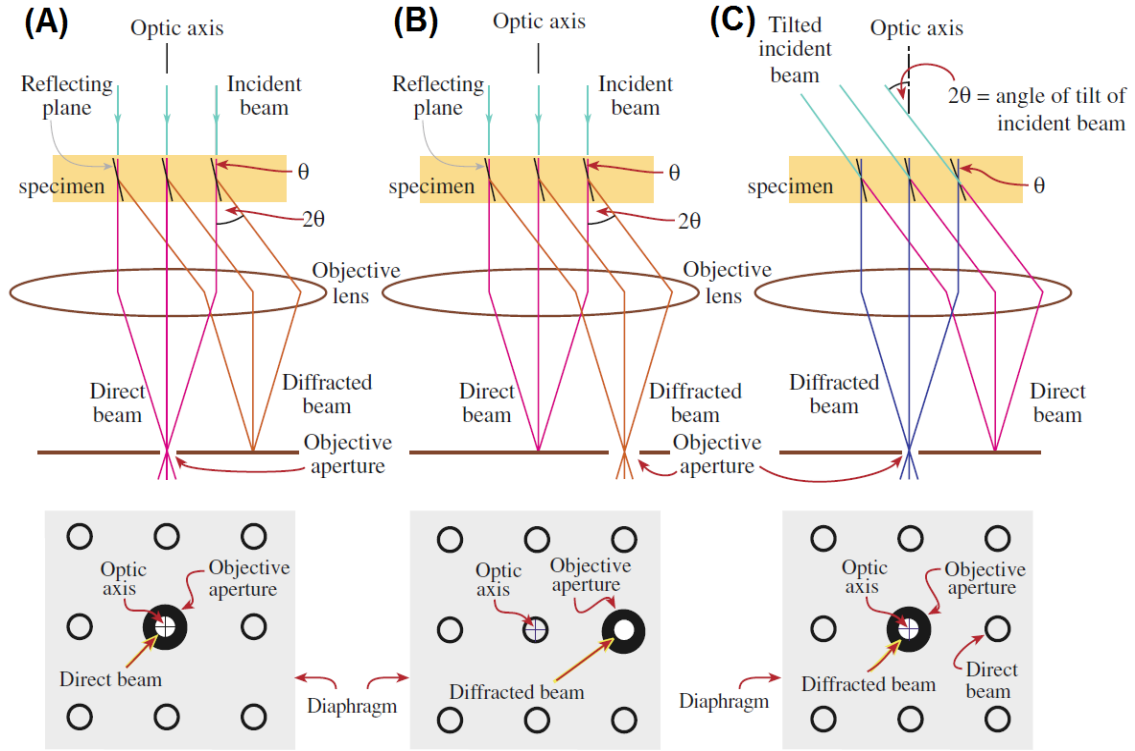 (A)
Optic axis
Reflecting
plane
Incident
beam
θ
specimen
2θ
Objective
lens
Direct
beam
Diffracted
beam
Objective
aperture
Optic
axis
Objective
aperture
Direct beam
(B)
Optic axis
Reflecting
plane
Incident
beam
θ
specimen
2θ
Objective
lens
Direct
beam
Diffracted
beam
Objective
aperture
Optic
axis
Objective
aperture
Diffracted beam
Diaphragm
(C)
Tilted
incident
beam
Optic axis
2θ = angle of tilt of
incident beam
specimen
θ
Diffracted
beam
Direct
beam
Optic
axis
Objective
aperture
Diffracted
beam
Direct
beam
Diaphragm